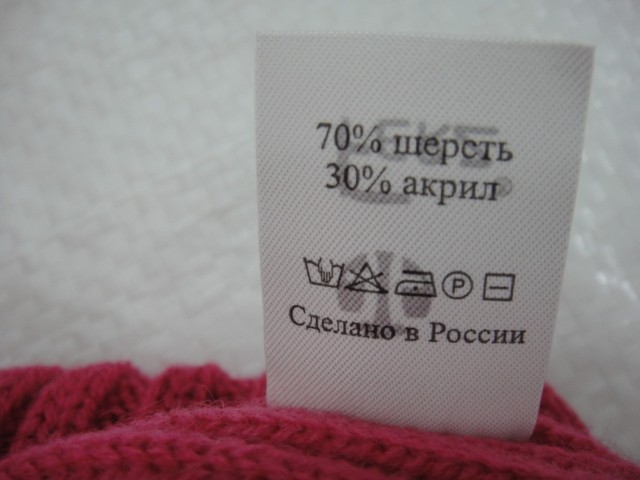 70% шерсть
30% акрил
P
Сделано в России